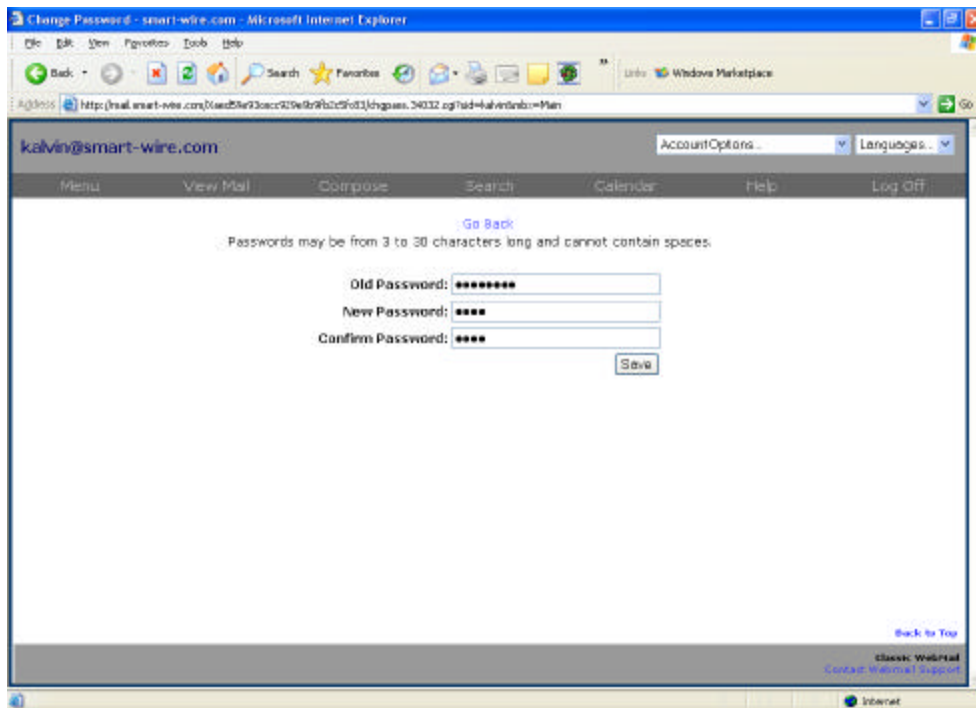 Change Password - smart-wire.com - Microsoft Internet Explorer
File Edit View Favorites Tools Help
Back Search Favorites Links Windows Marketplace
Address Go
kalvin@smart-wire.com AccountOptions... Languages...
Menu View Mail Compose Search Calendar Help Log Off
Go Back
Passwords may be from 3 to 30 characters long and cannot contain spaces.
Old Password: ••••••••
New Password: ••••
Confirm Password: ••••
Save
Back to Top
Classic WebMail
Contact Webmail Support
Internet